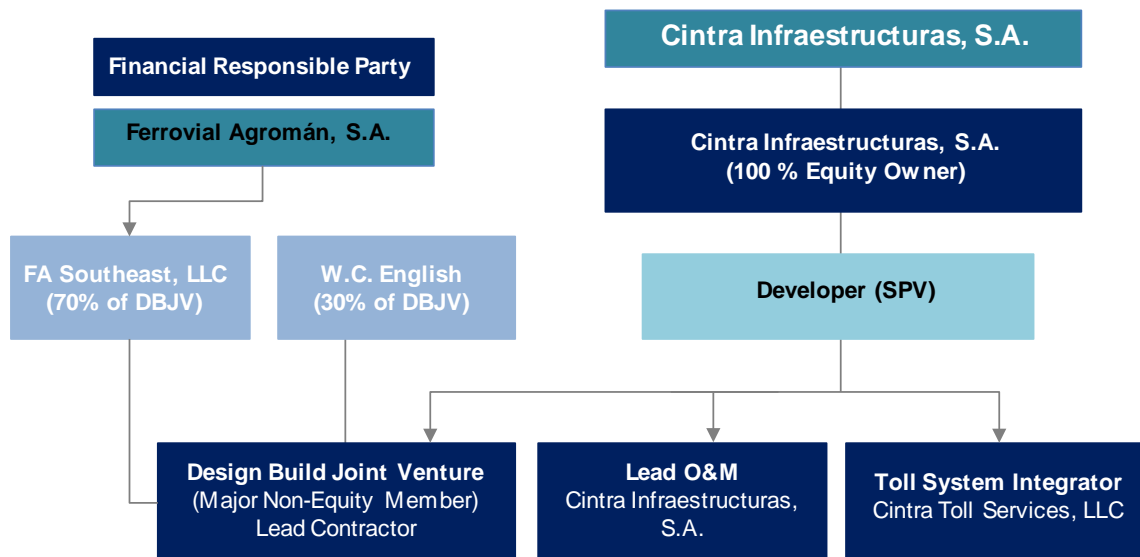 Financial Responsible Party
Ferrovial Agromán, S.A.
Cintra Infraestructuras, S.A.
Cintra Infraestructuras, S.A.
(100 % Equity Owner)
FA Southeast, LLC
(70% of DBJV)
W.C. English
(30% of DBJV)
Developer (SPV)
Design Build Joint Venture
(Major Non-Equity Member)
Lead Contractor
Lead O&M
Cintra Infraestructuras,
S.A.
Toll System Integrator
Cintra Toll Services, LLC